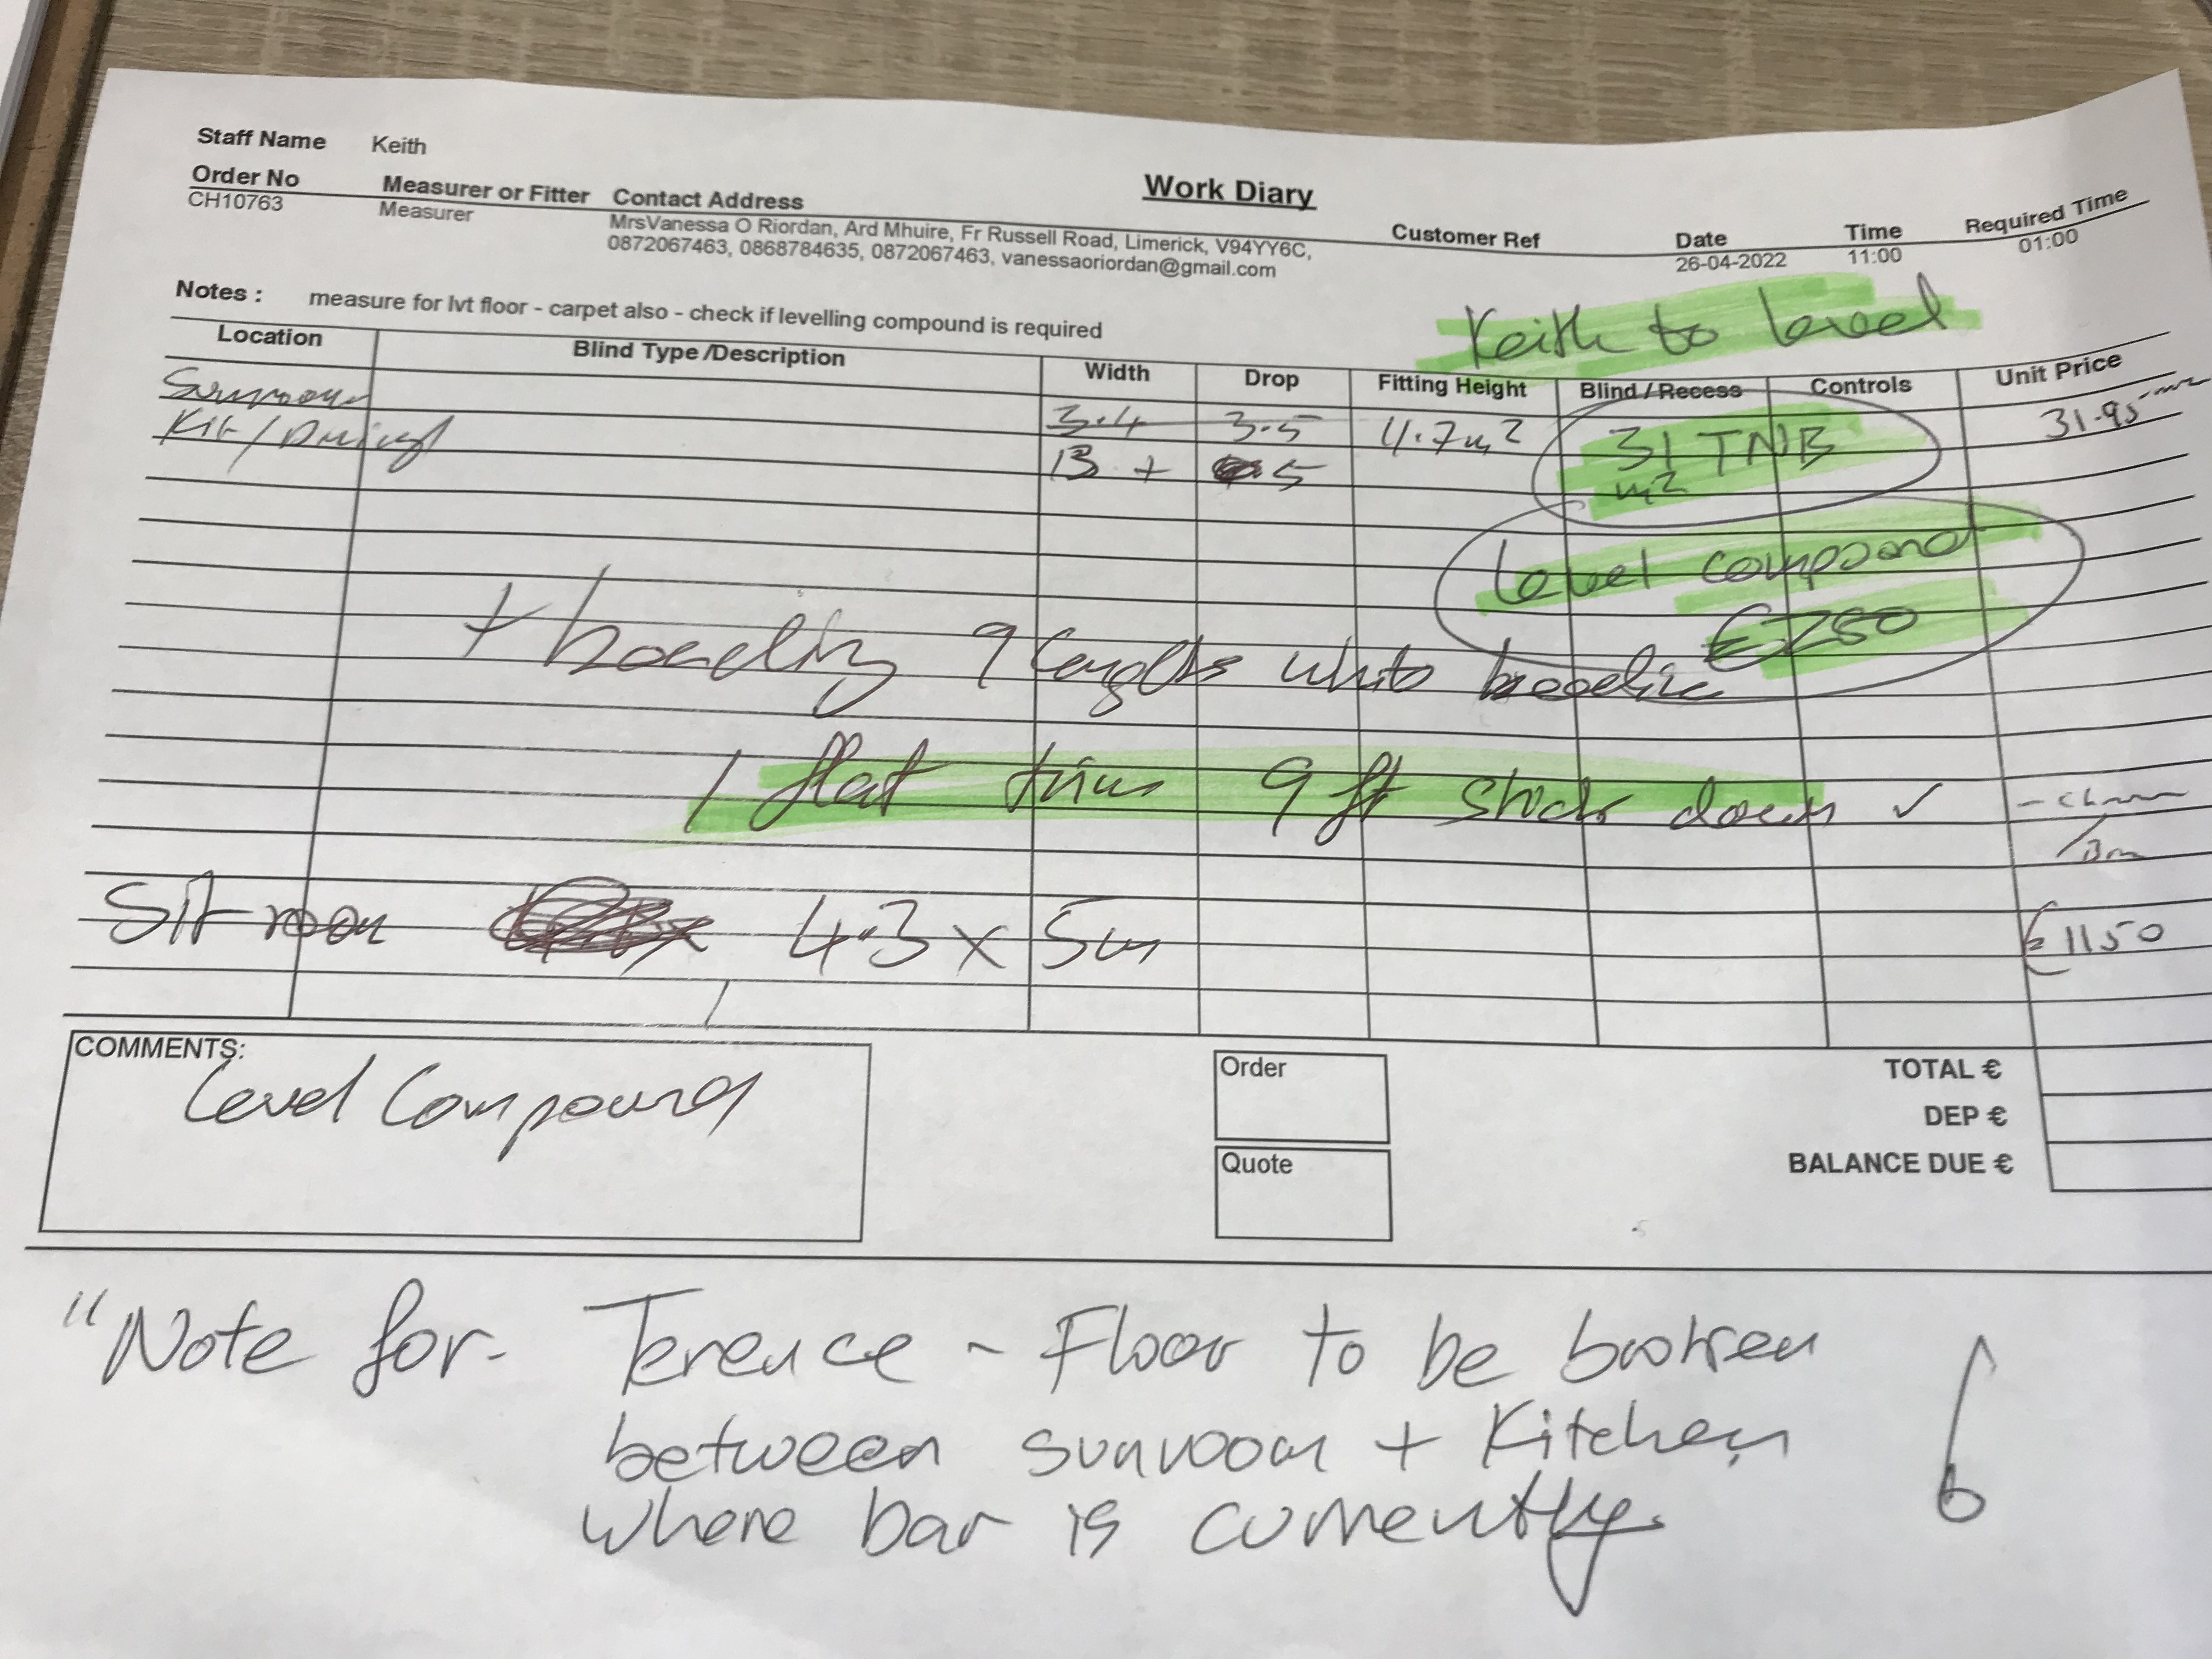 Staff Name Keith
Work Diary
Order No Measurer or Fitter Contact Address Customer Ref Date Time Required Time
CH10763 Measurer MrsVanessa O Riordan, Ard Mhuire, Fr Russell Road, Limerick, V94YY6C, 26-04-2022 11:00 01:00
0872067463, 0868784635, 0872067463, vanessaoriordan@gmail.com
Notes : measure for lvt floor - carpet also - check if levelling compound is required
Keith to level
Location Blind Type /Description Width Drop Fitting Height Blind / Recess Controls Unit Price
Sunroom 3.4 3.5 31 TNB 31.95
Kit/Dining 13 + 5 m2
Level compound
€250
+ beading 9 lengths white
1 flat trim 9 ft stick down ✓
Sit room 4.3 x 5m €1150
COMMENTS:
Level Compound
Order
Quote
TOTAL €
DEP €
BALANCE DUE €
"Note for- Terence - Floor to be
between sunroom + Kitchen
where bar is currently.